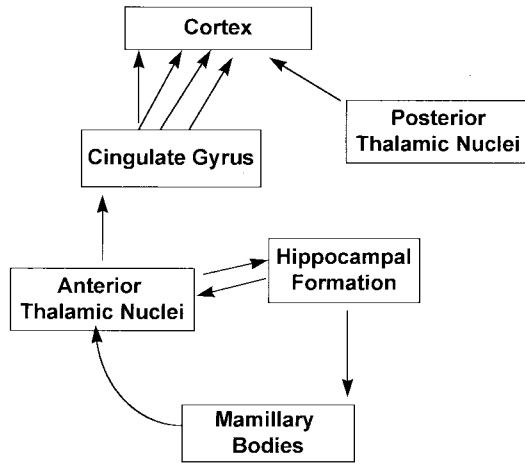 Cortex
Posterior
Thalamic Nuclei
Cingulate Gyrus
Hippocampal
Formation
Anterior
Thalamic Nuclei
Mamillary
Bodies